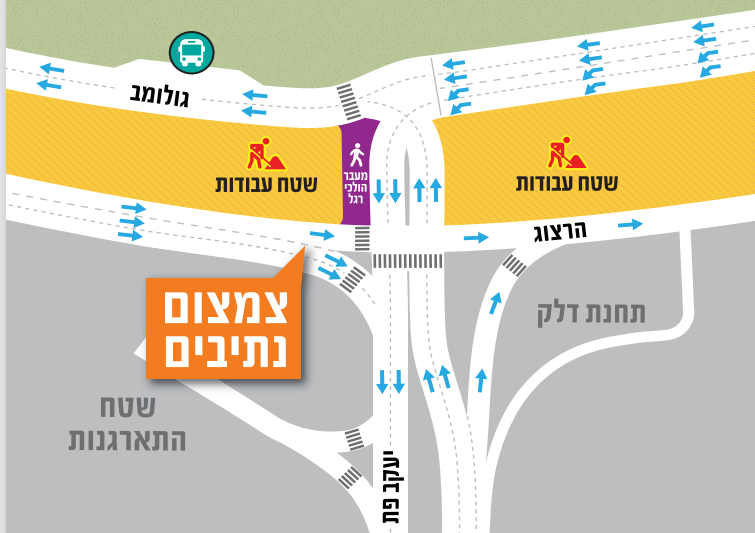 גולומב
שטח עבודות
מעבר
הולכי
רגל
שטח עבודות
הרצוג
צמצום
נתיבים
תחנת דלק
שטח
התארגנות
יעקב פת